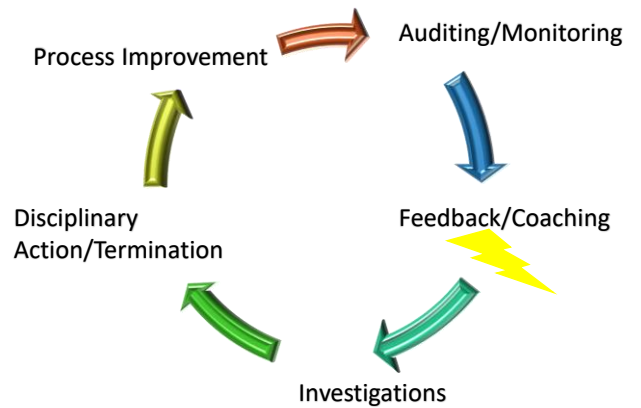 Process Improvement
Auditing/Monitoring
Feedback/Coaching
Investigations
Disciplinary
Action/Termination